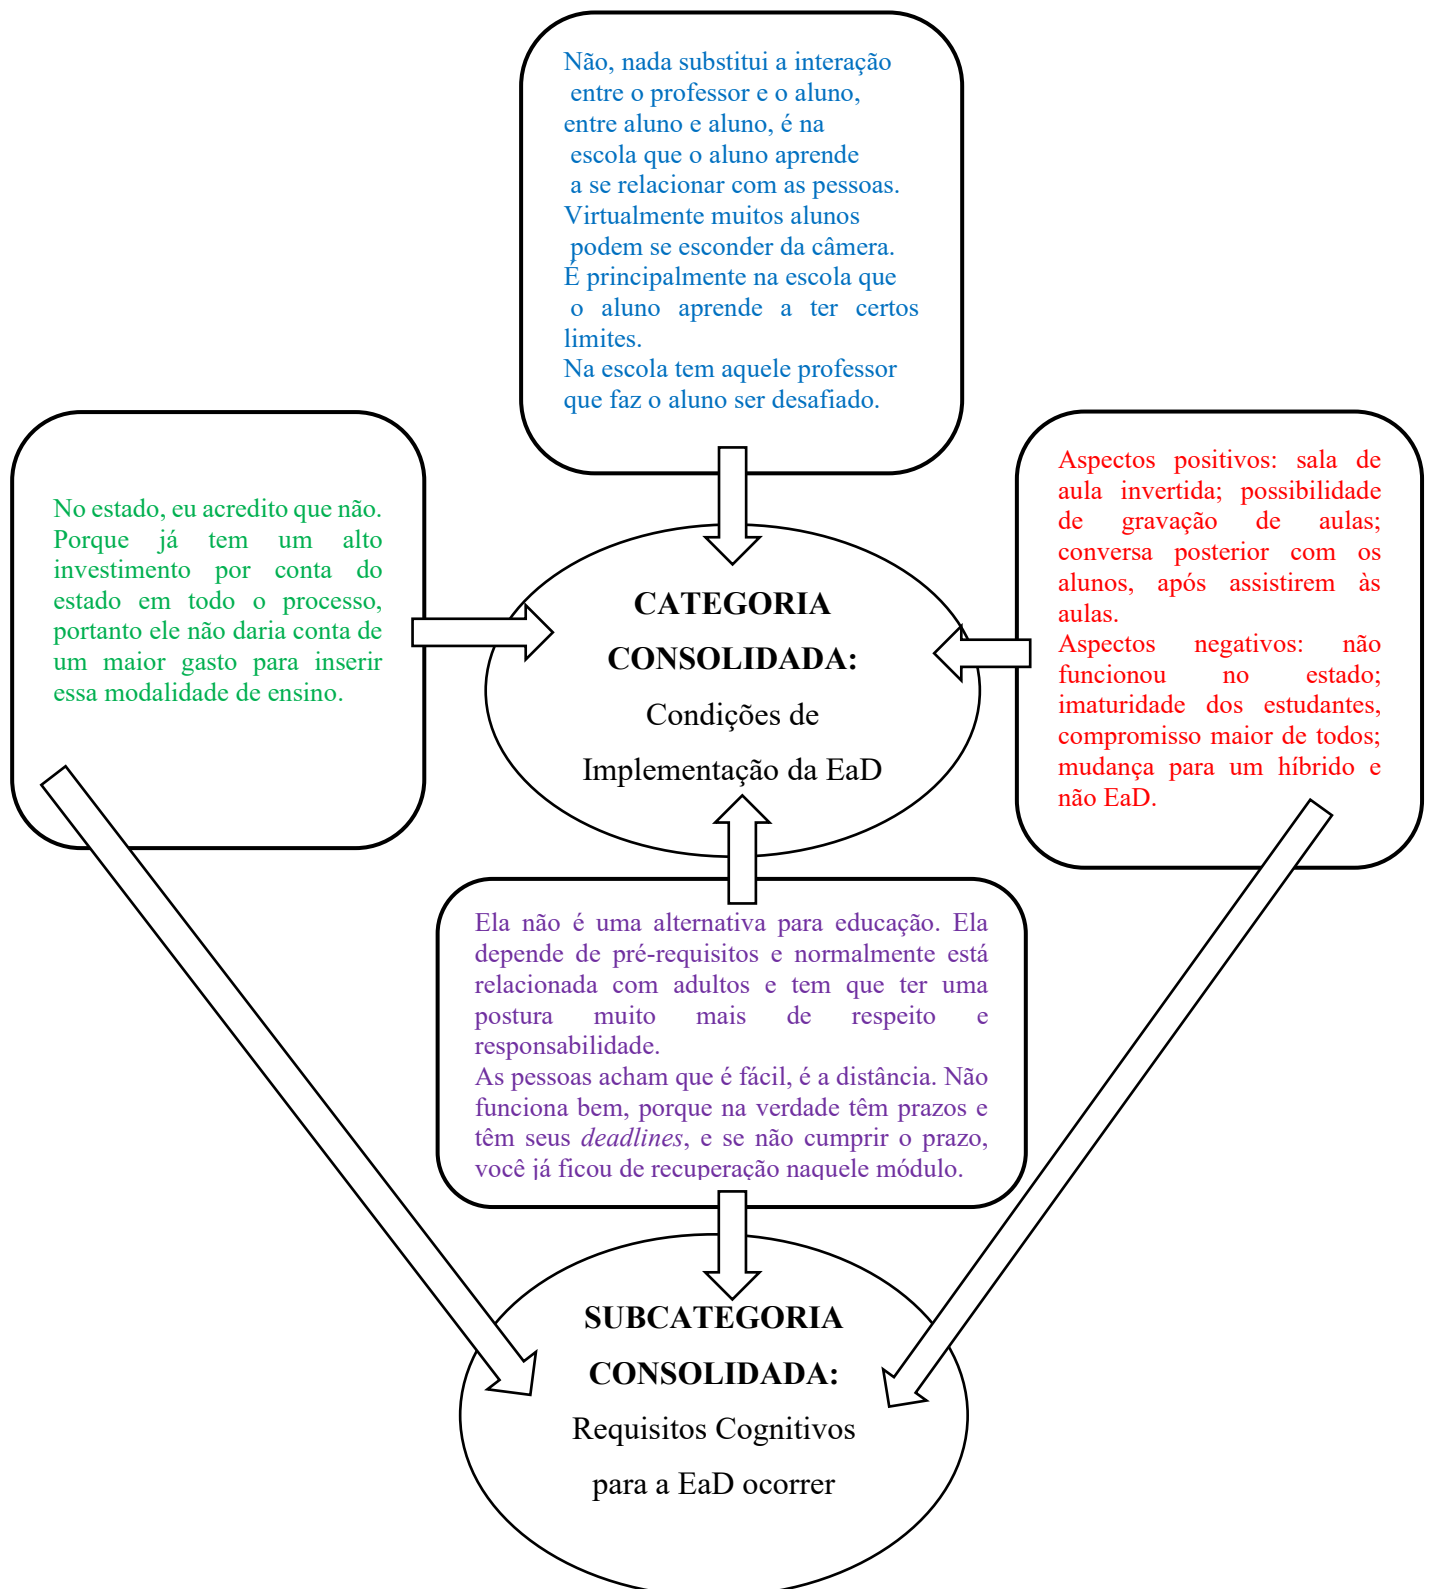 Não, nada substitui a interação
entre o professor e o aluno,
entre aluno e aluno, é na
escola que o aluno aprende
a se relacionar com as pessoas.
Virtualmente muitos alunos
podem se esconder da câmera.
É principalmente na escola que
o aluno aprende a ter certos
limites.
Na escola tem aquele professor
que faz o aluno ser desafiado.
No estado, eu acredito que não.
Porque já tem um alto
investimento por conta do
estado em todo o processo,
portanto ele não daria conta de
um maior gasto para inserir
essa modalidade de ensino.
CATEGORIA
CONSOLIDADA:
Condições de
Implementação da EaD
Aspectos positivos: sala de
aula invertida; possibilidade
de gravação de aulas;
conversa posterior com os
alunos, após assistirem às
aulas.
Aspectos negativos: não
funcionou no estado;
imaturidade dos estudantes,
compromisso maior de todos;
mudança para um híbrido e
não EaD.
Ela não é uma alternativa para educação. Ela
depende de pré-requisitos e normalmente está
relacionada com adultos e tem que ter uma
postura muito mais de respeito e
responsabilidade.
As pessoas acham que é fácil, é a distância. Não
funciona bem, porque na verdade têm prazos e
têm seus deadlines, e se não cumprir o prazo,
você já ficou de recuperação naquele módulo.
SUBCATEGORIA
CONSOLIDADA:
Requisitos Cognitivos
para a EaD ocorrer